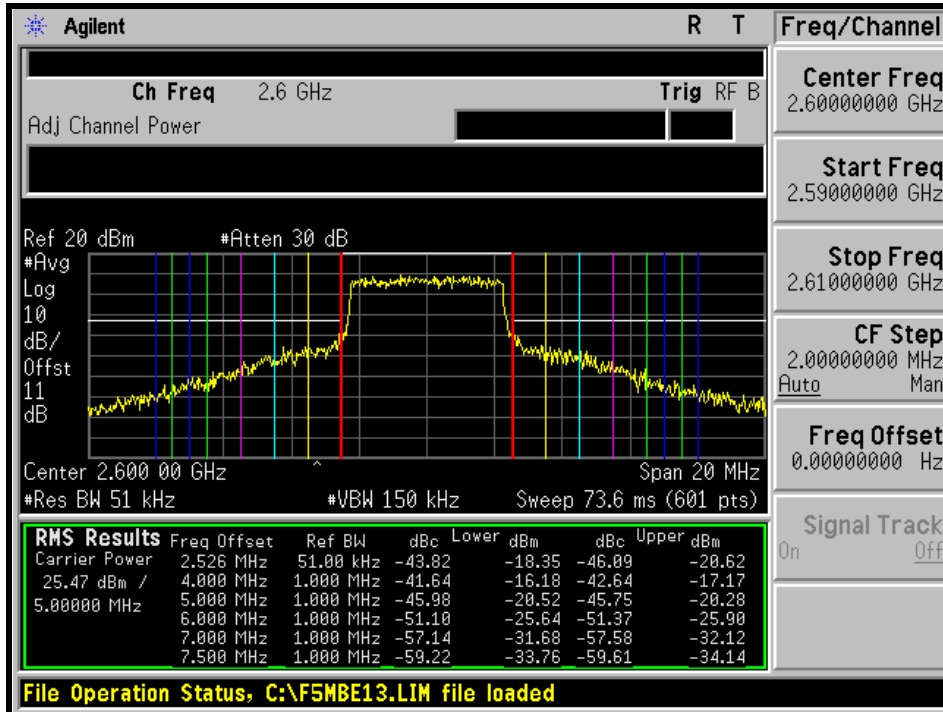 Agilent R T
Ch Freq 2.6 GHz Trig RF B
Adj Channel Power
Ref 20 dBm #Atten 30 dB
#Avg
Log
10
dB/
Offst
11
dB
Center 2.600 00 GHz Span 20 MHz
#Res BW 51 kHz #VBW 150 kHz Sweep 73.6 ms (601 pts)
RMS Results Freq Offset Ref BW dBc Lower dBm dBc Upper dBm
Carrier Power 2.526 MHz 51.00 kHz -43.82 -18.35 -46.09 -20.62
25.47 dBm / 4.000 MHz 1.000 MHz -41.64 -16.18 -42.64 -17.17
5.00000 MHz 5.000 MHz 1.000 MHz -45.98 -20.52 -45.75 -20.28
6.000 MHz 1.000 MHz -51.10 -25.64 -51.37 -25.90
7.000 MHz 1.000 MHz -57.14 -31.68 -57.58 -32.12
7.500 MHz 1.000 MHz -59.22 -33.76 -59.61 -34.14
File Operation Status, C:\F5MBE13.LIM file loaded
Freq/Channel
Center Freq
2.60000000 GHz
Start Freq
2.59000000 GHz
Stop Freq
2.61000000 GHz
CF Step
2.00000000 MHz
Auto Man
Freq Offset
0.00000000 Hz
Signal Track
On Off